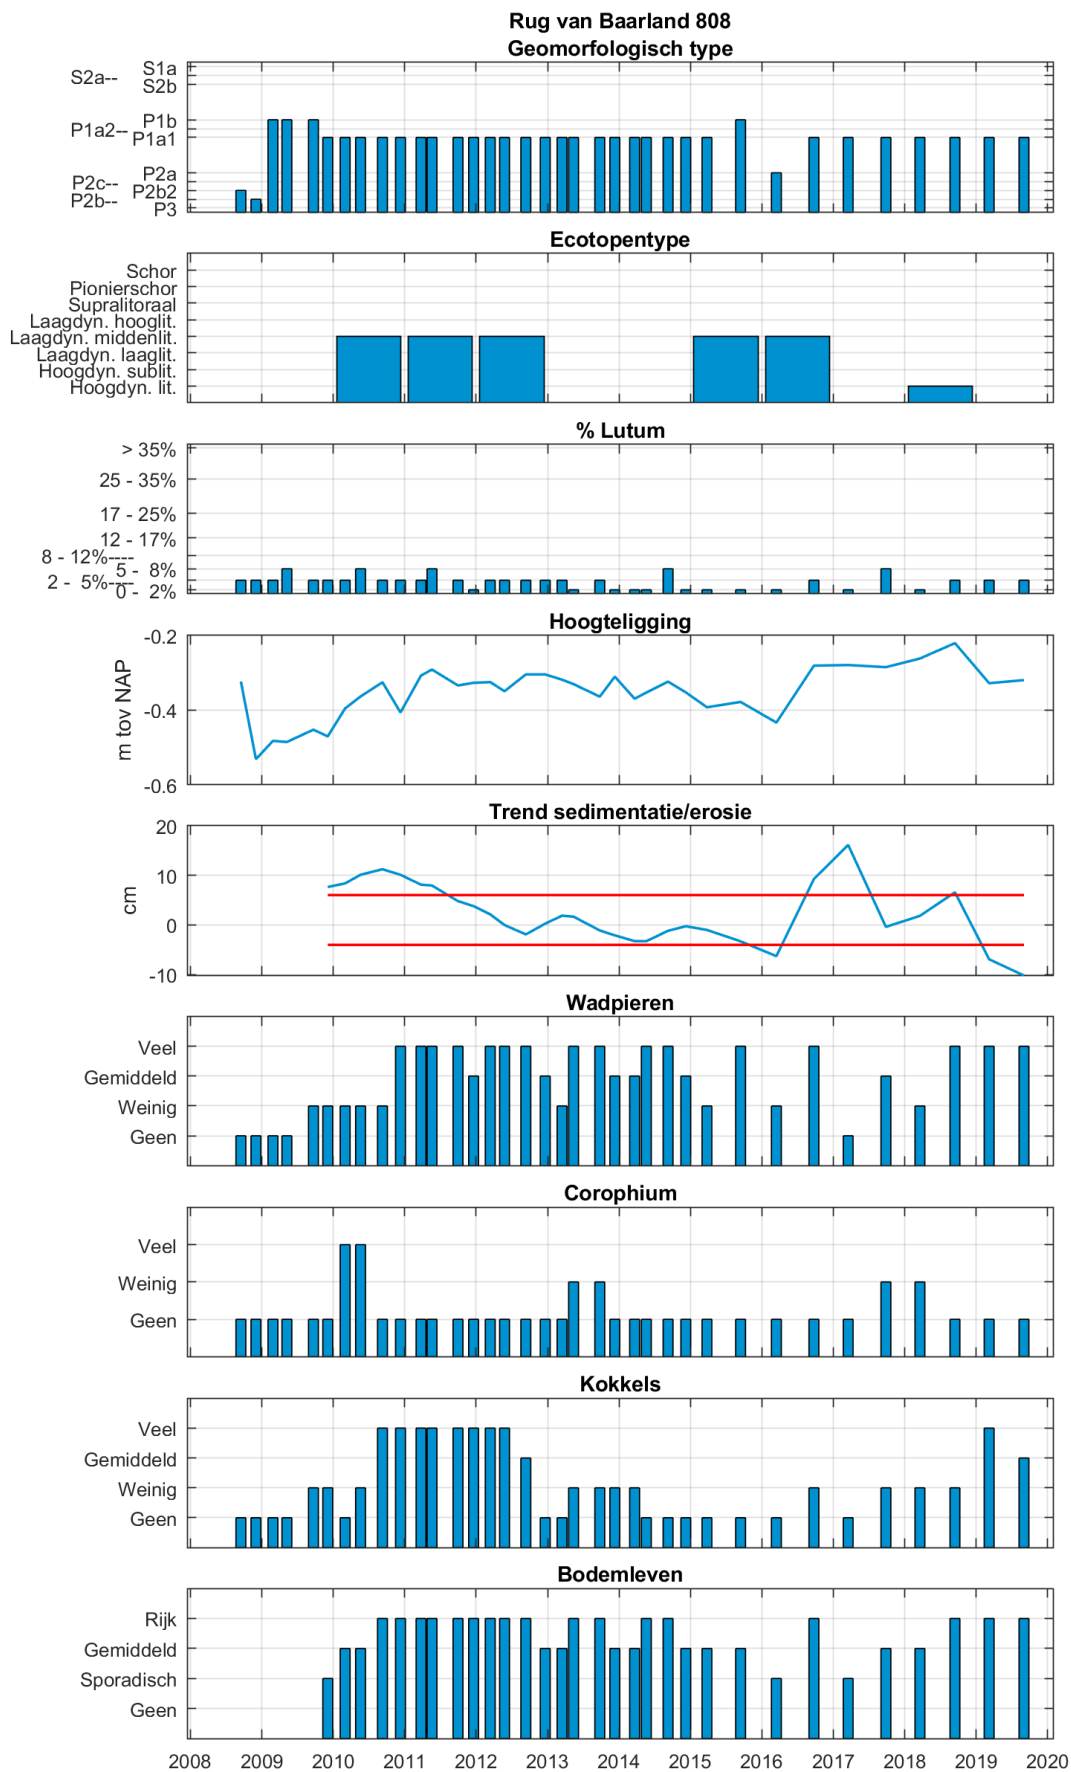 Rug van Baarland 808
Geomorfologisch type
S1a
S2a--
S2b
P1b
P1a2--
P1a1
P2a
P2c--
P2b2
P2b--
P3
Ecotopentype
Schor
Pionierschor
Supralitoraal
Laagdyn. hooglit.
Laagdyn. middenlit.
Laagdyn. laaglit.
Hoogdyn. sublit.
Hoogdyn. lit.
% Lutum
> 35%
25 - 35%
17 - 25%
12 - 17%
8 - 12%----
5 - 8%
2 - 5%----
0 - 2%
Hoogteligging
-0.2
-0.4
-0.6
m tov NAP
Trend sedimentatie/erosie
20
10
0
-10
cm
Wadpieren
Veel
Gemiddeld
Weinig
Geen
Corophium
Veel
Weinig
Geen
Kokkels
Veel
Gemiddeld
Weinig
Geen
Bodemleven
Rijk
Gemiddeld
Sporadisch
Geen
2008 2009 2010 2011 2012 2013 2014 2015 2016 2017 2018 2019 2020